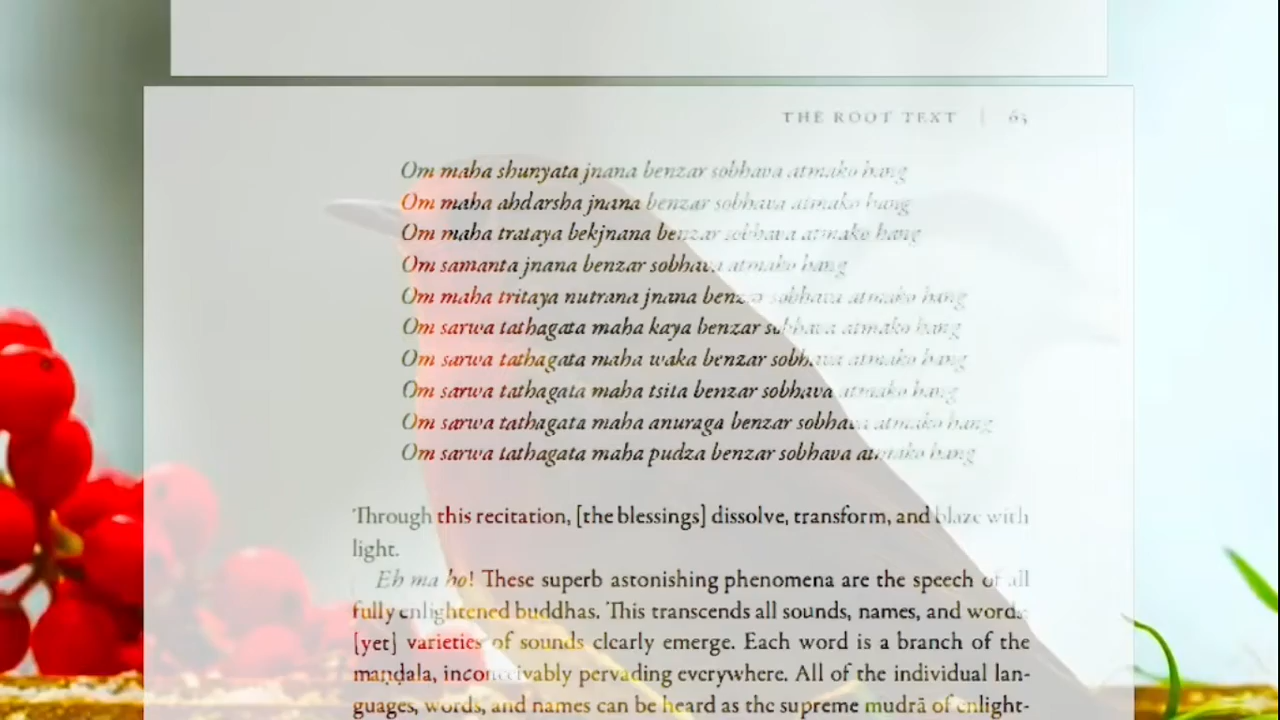 THE ROOT TEXT | 63
Om maha shunyata jnana benzar sobhava atmako hang
Om maha ahdarsha jnana benzar sobhava atmako hang
Om maha trataya bekjnana benzar sobhava atmako hang
Om samanta jnana benzar sobhava atmako hang
Om maha tritaya nutrana jnana benzar sobhava atmako hang
Om sarwa tathagata maha kaya benzar sobhava atmako hang
Om sarwa tathagata maha waka benzar sobhava atmako hang
Om sarwa tathagata maha tsita benzar sobhava atmako hang
Om sarwa tathagata maha anuraga benzar sobhava atmako hang
Om sarwa tathagata maha pudza benzar sobhava atmako hang
Through this recitation, [the blessings] dissolve, transform, and blaze with
light.
Eh ma ho! These superb astonishing phenomena are the speech of all
fully enlightened buddhas. This transcends all sounds, names, and words
[yet] varieties of sounds clearly emerge. Each word is a branch of the
maṇḍala, inconceivably pervading everywhere. All of the individual lan-
guages, words, and names can be heard as the supreme mudrā of enlight-